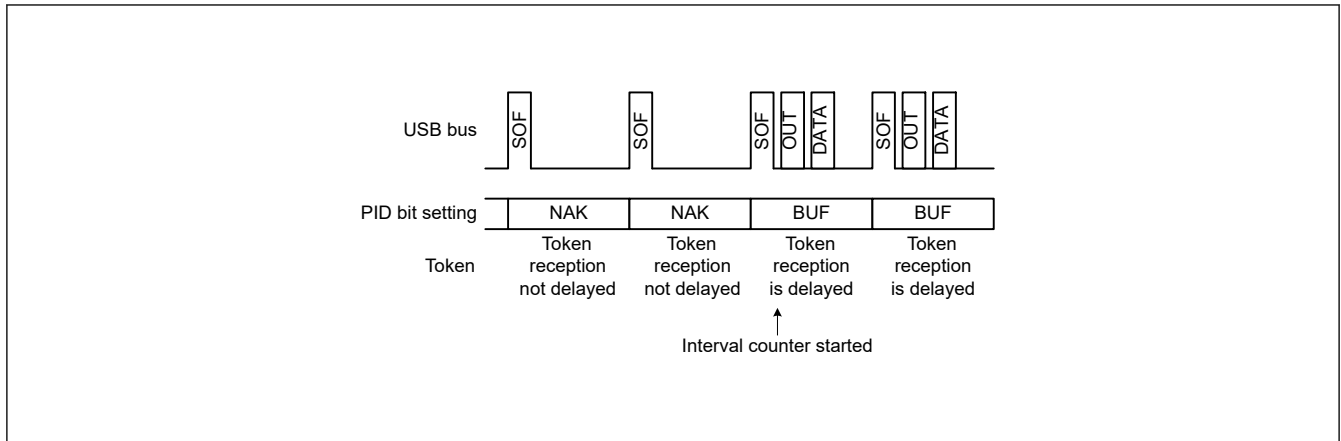 USB bus
SOF
SOF
SOF
OUT
DATA
SOF
OUT
DATA
PID bit setting
NAK
NAK
BUF
BUF
Token
Token
reception
not delayed
Token
reception
not delayed
Token
reception
is delayed
Token
reception
is delayed
Interval counter started